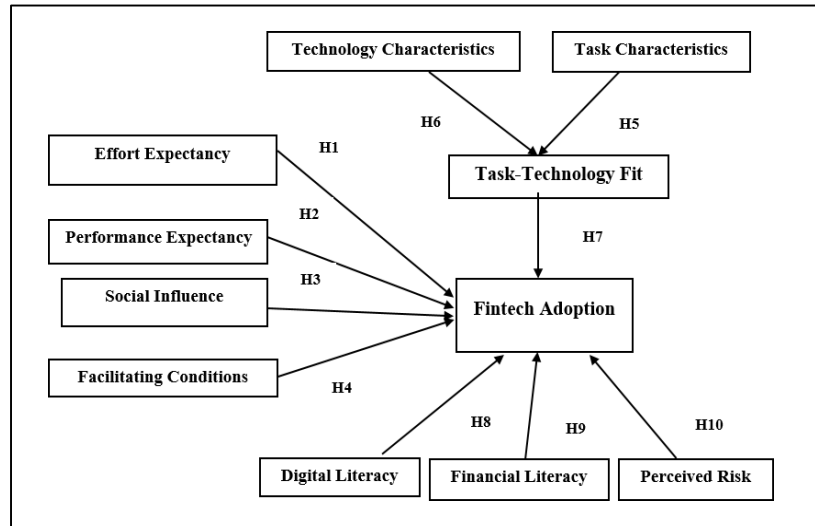 Technology Characteristics
Task Characteristics
H6
H5
Effort Expectancy
H1
Task-Technology Fit
H2
Performance Expectancy
H7
H3
Social Influence
Fintech Adoption
Facilitating Conditions
H4
H8
H9
H10
Digital Literacy
Financial Literacy
Perceived Risk